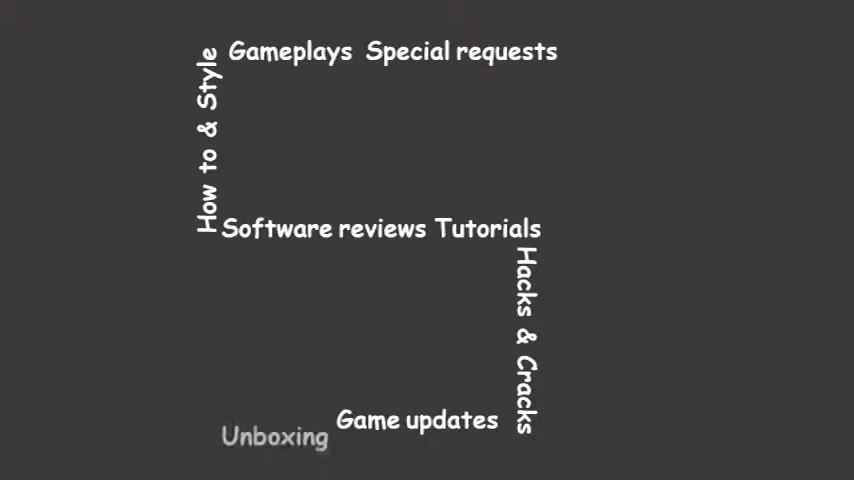 Gameplays Special requests
How to & Style
Software reviews Tutorials
Hacks & Cracks
Game updates
Unboxing